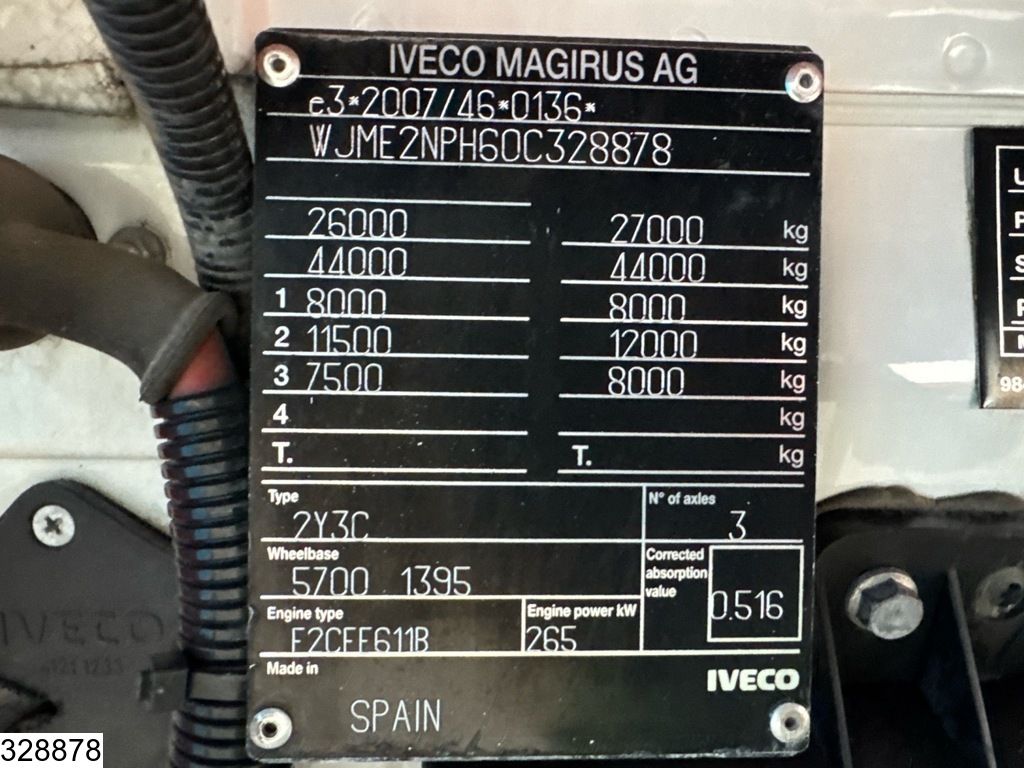 IVECO MAGIRUS AG
e3*2007/46*0136*
WJME2NPH60C328878
26000 27000 kg
44000 44000 kg
1 8000 8000 kg
2 11500 12000 kg
3 7500 8000 kg
4 kg
T. T. kg
Type
2Y3C
N° of axles
3
Wheelbase
5700 1395
Corrected
absorption
value
0.516
Engine type
F2CFE611B
Engine power kW
265
Made in
IVECO
SPAIN
IVECO
98
328878